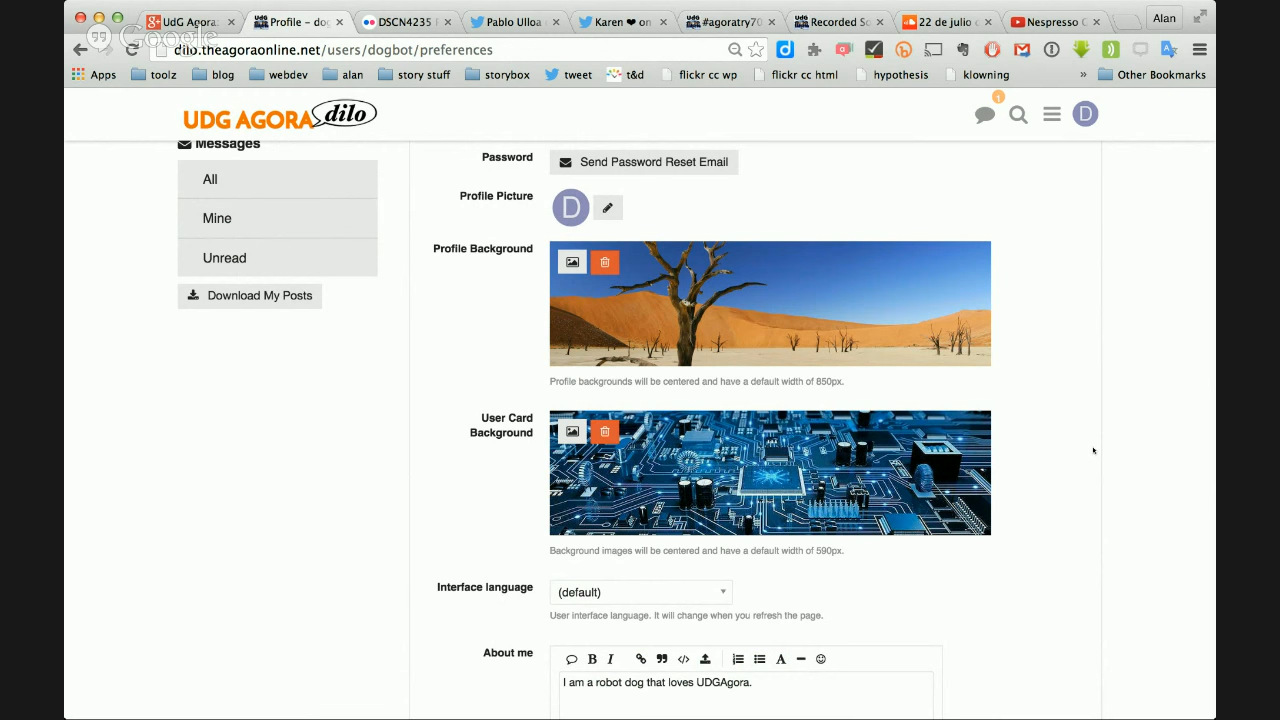 UdG Agora
Profile – dog
DSCN4235
Pablo Ulloa
Karen ❤ on
#agoratry70
Recorded So
22 de julio
Nespresso C
Alan
Google
dilo.theagoraonline.net/users/dogbot/preferences
Apps
toolz
blog
webdev
alan
story stuff
storybox
tweet
t&d
flickr cc wp
flickr cc html
hypothesis
klowning
»
Other Bookmarks
UDG AGORA dilo
1
D
Messages
All
Mine
Unread
Download My Posts
Password
Send Password Reset Email
Profile Picture
D
Profile Background
Profile backgrounds will be centered and have a default width of 850px.
User Card
Background
Background images will be centered and have a default width of 590px.
Interface language
(default)
User interface language. It will change when you refresh the page.
About me
B I
A
I am a robot dog that loves UDGAgora.